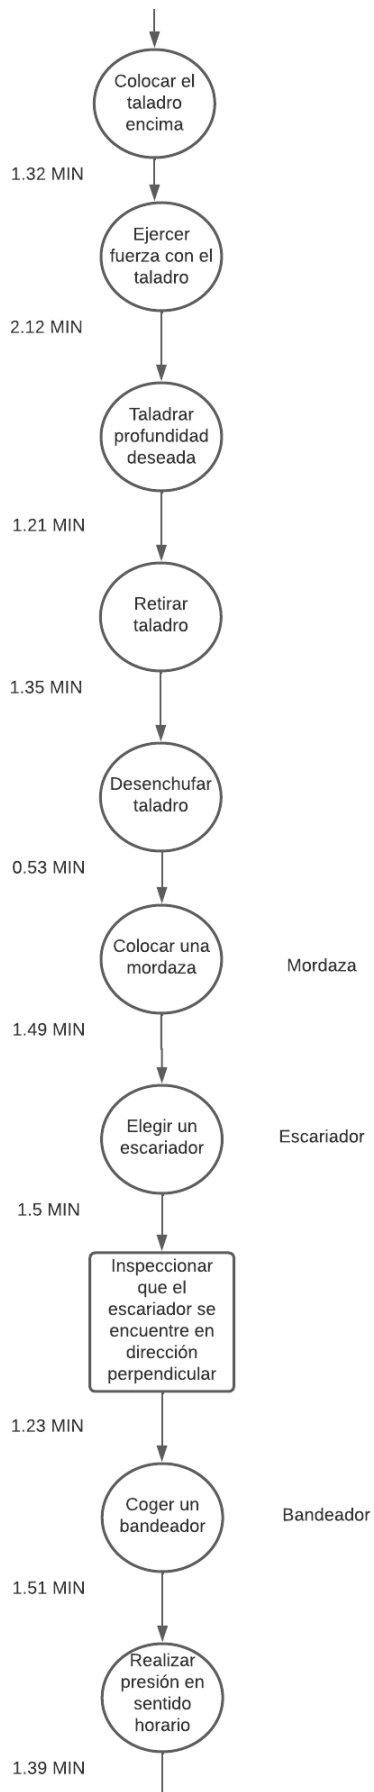 Colocar el
taladro
encima
1.32 MIN
Ejercer
fuerza con el
taladro
2.12 MIN
Taladrar
profundidad
deseada
1.21 MIN
Retirar
taladro
1.35 MIN
Desenchufar
taladro
0.53 MIN
Colocar una
mordaza
Mordaza
1.49 MIN
Elegir un
escariador
Escariador
1.5 MIN
Inspeccionar
que el
escariador se
encuentre en
dirección
perpendicular
1.23 MIN
Coger un
bandeador
Bandeador
1.51 MIN
Realizar
presión en
sentido
horario
1.39 MIN